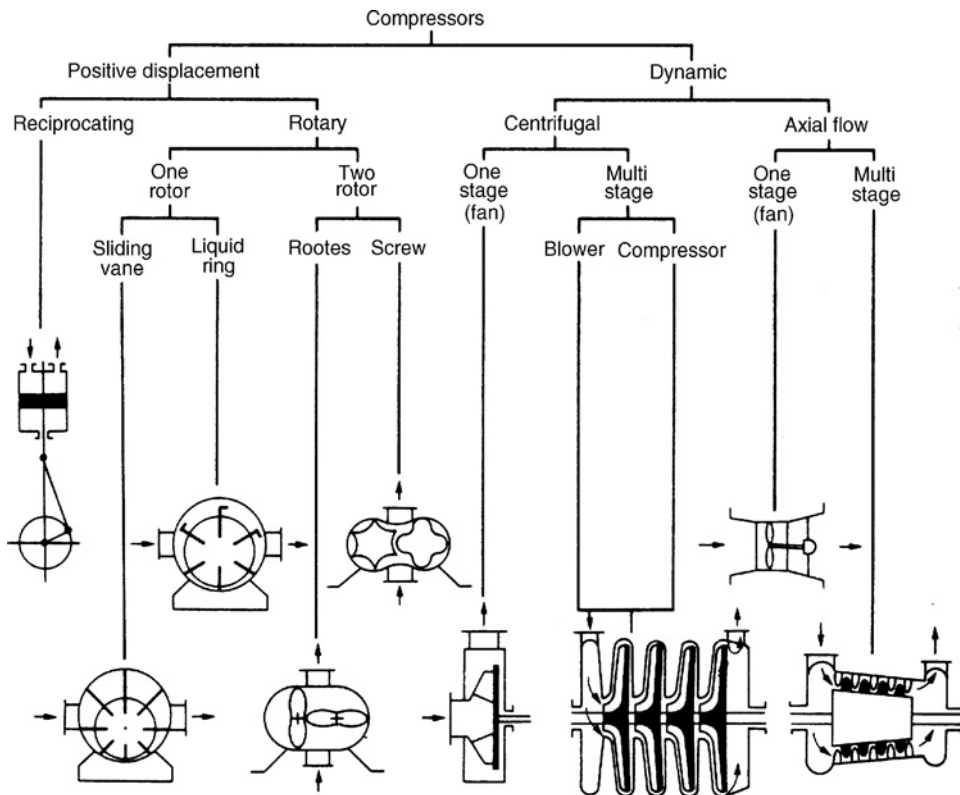 Compressors
Positive displacement
Dynamic
Reciprocating
Rotary
Centrifugal
Axial flow
One
rotor
Two
rotor
One
stage
(fan)
Multi
stage
One
stage
(fan)
Multi
stage
Sliding
vane
Liquid
ring
Rootes
Screw
Blower
Compressor